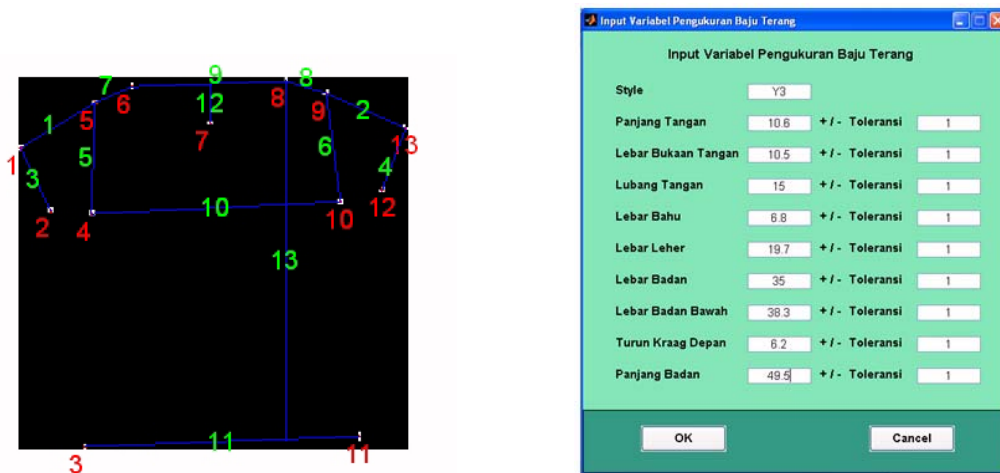 9
8
7
6
8
5
12
9
2
1
7
13
1
5
6
3
4
2
4
10
10
12
13
3
11
11
Input Variabel Pengukuran Baju Terang
Input Variabel Pengukuran Baju Terang
Style Y3
Panjang Tangan 10.6 + / - Toleransi 1
Lebar Bukaan Tangan 10.5 + / - Toleransi 1
Lubang Tangan 15 + / - Toleransi 1
Lebar Bahu 6.8 + / - Toleransi 1
Lebar Leher 19.7 + / - Toleransi 1
Lebar Badan 35 + / - Toleransi 1
Lebar Badan Bawah 38.3 + / - Toleransi 1
Turun Kraag Depan 6.2 + / - Toleransi 1
Panjang Badan 49.5 + / - Toleransi 1
OK Cancel